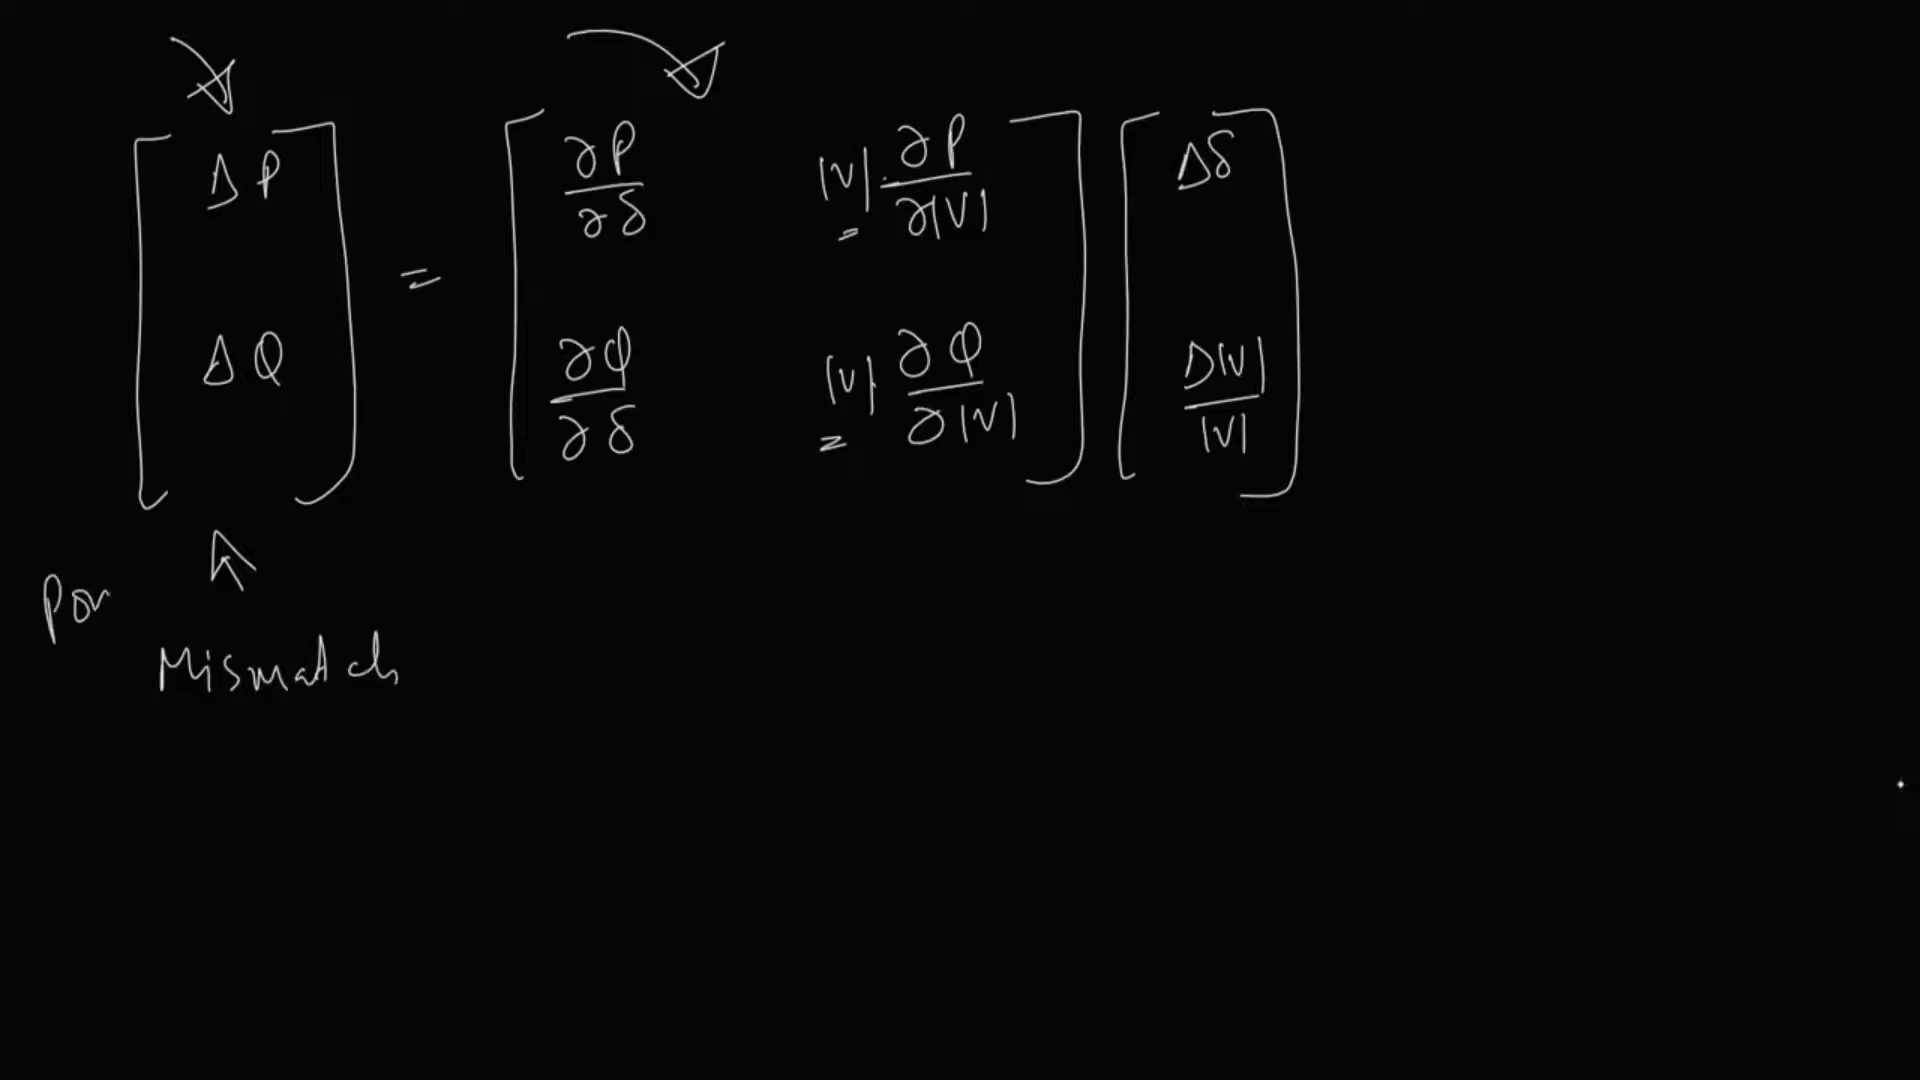 [ ΔP ] = [ ∂P/∂δ |V| ∂P/∂|V| ] [ Δδ ]
[ ΔQ ] [ ∂Q/∂δ |V| ∂Q/∂|V| ] [ Δ|V|/|V| ]
Por
Mismatch